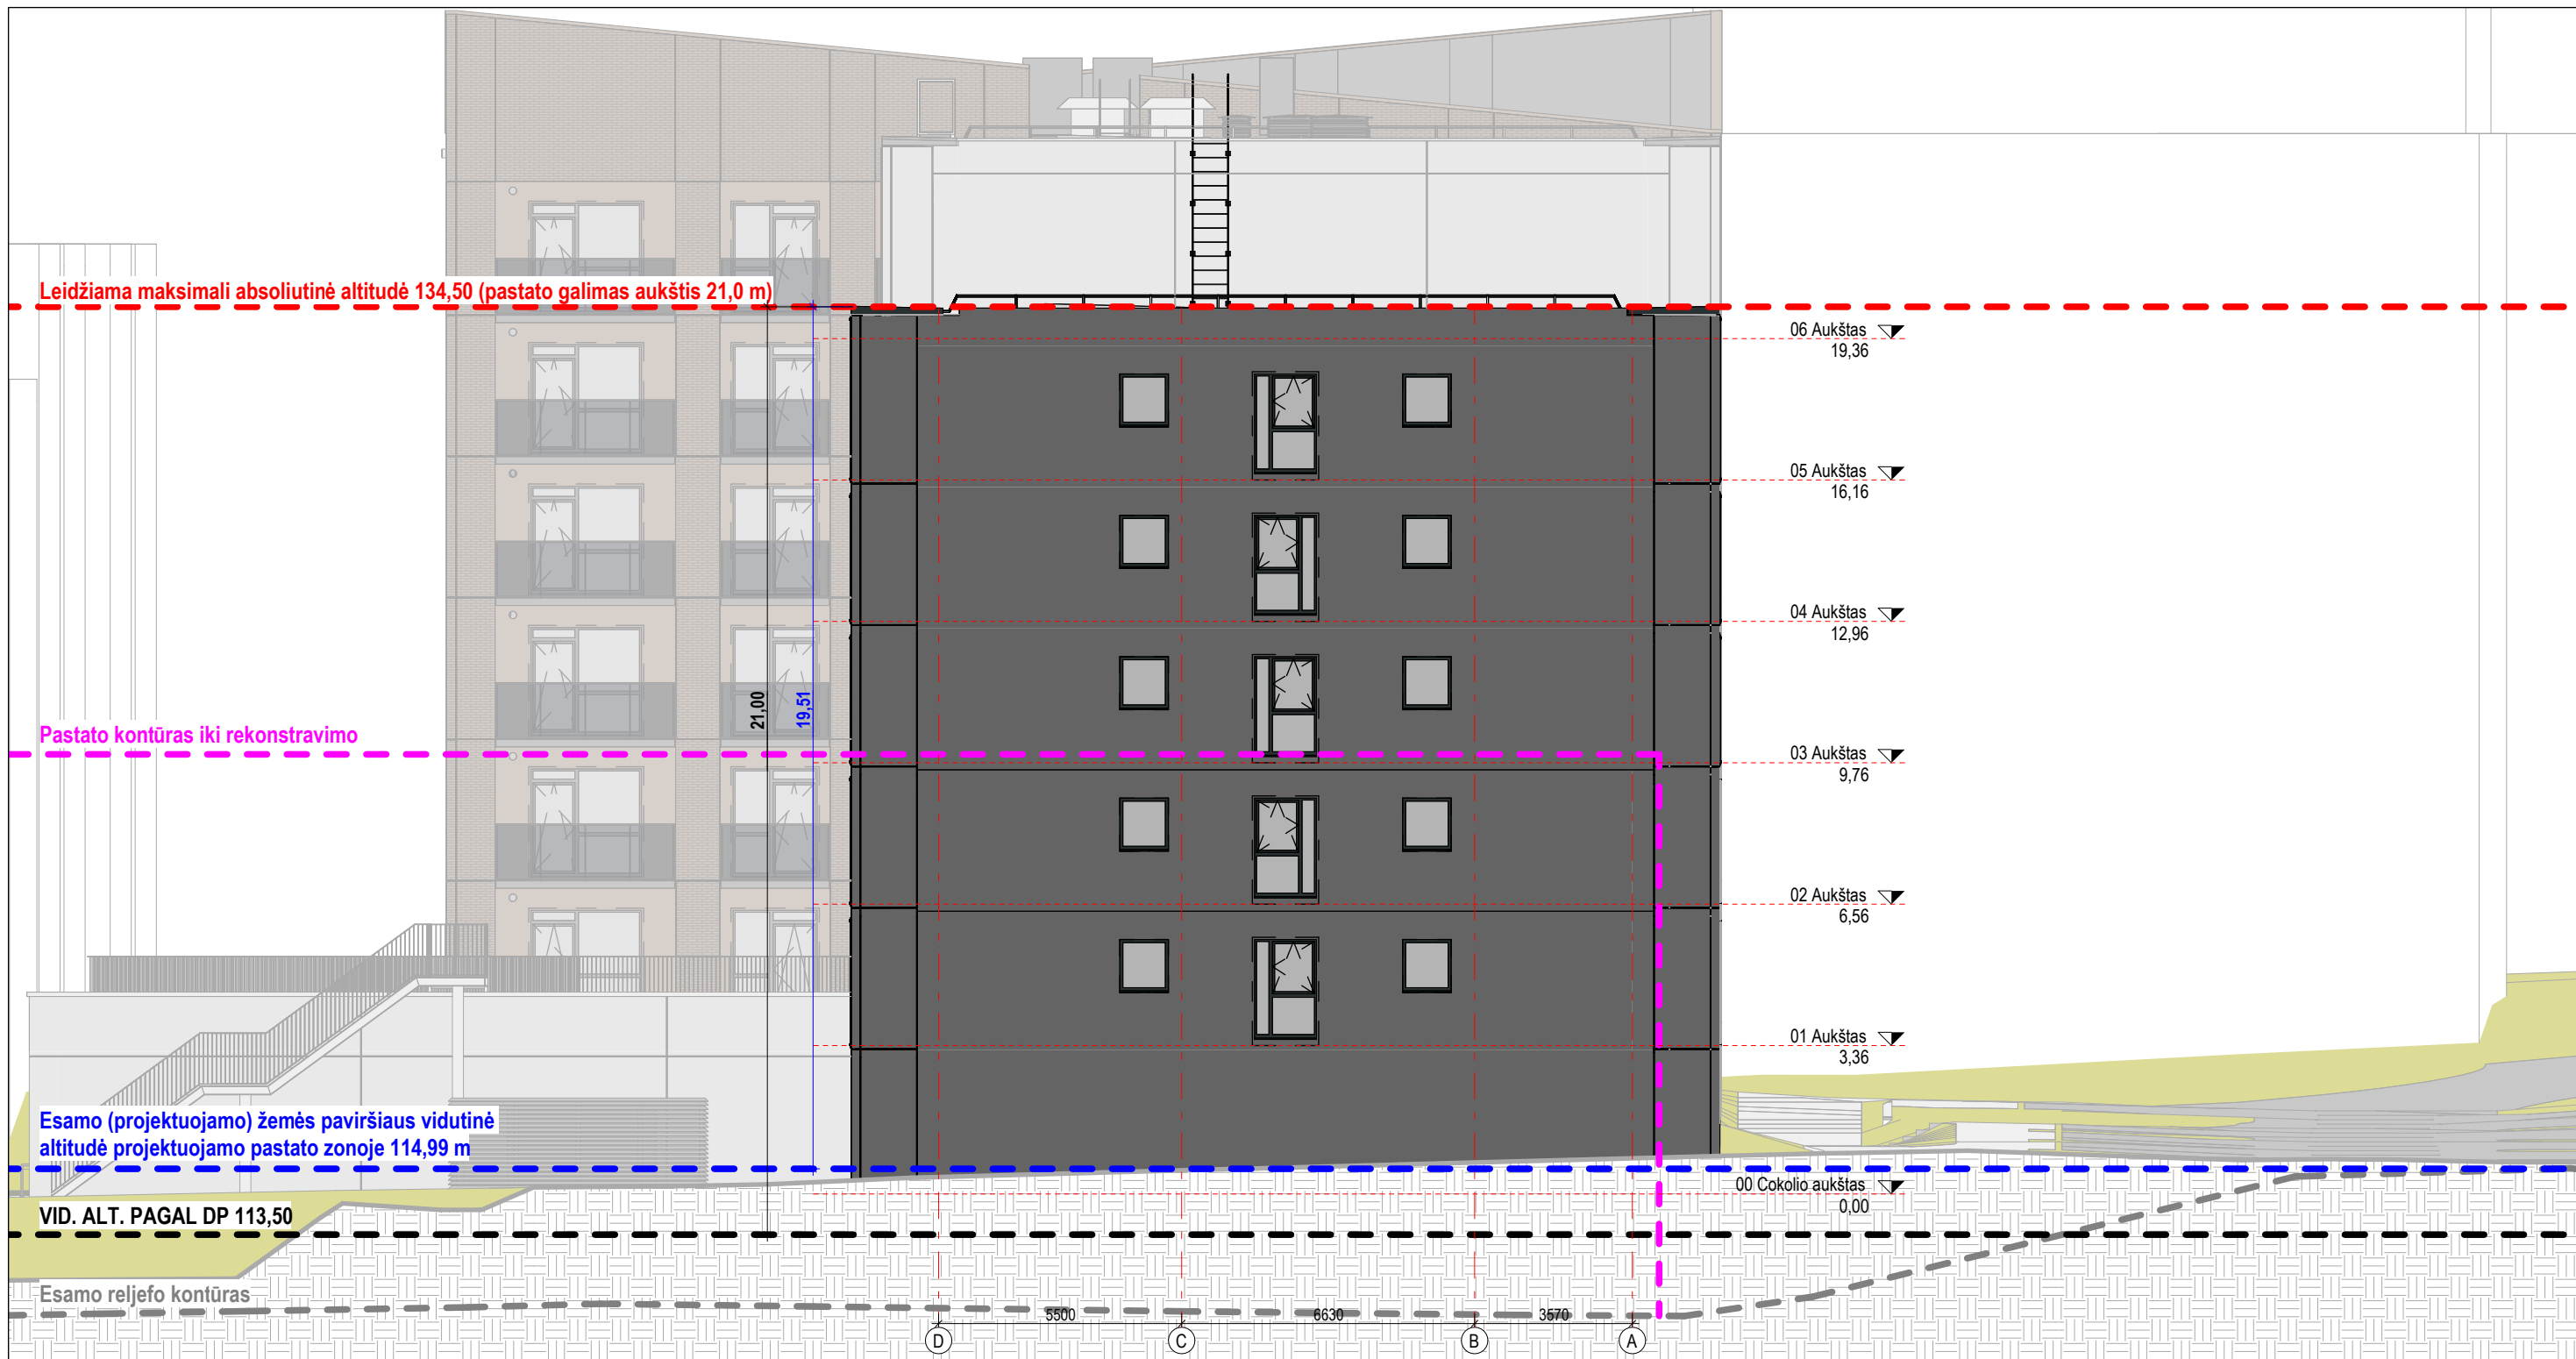 Leidžiama maksimali absoliutinė altitudė 134,50 (pastato galimas aukštis 21,0 m)
06 Aukštas
19,36
05 Aukštas
16,16
04 Aukštas
12,96
21,00
19,51
Pastato kontūras iki rekonstravimo
03 Aukštas
9,76
02 Aukštas
6,56
01 Aukštas
3,36
Esamo (projektuojamo) žemės paviršiaus vidutinė
altitudė projektuojamo pastato zonoje 114,99 m
00 Cokolio aukštas
0,00
VID. ALT. PAGAL DP 113,50
Esamo reljefo kontūras
5500
6630
3570
D
C
B
A